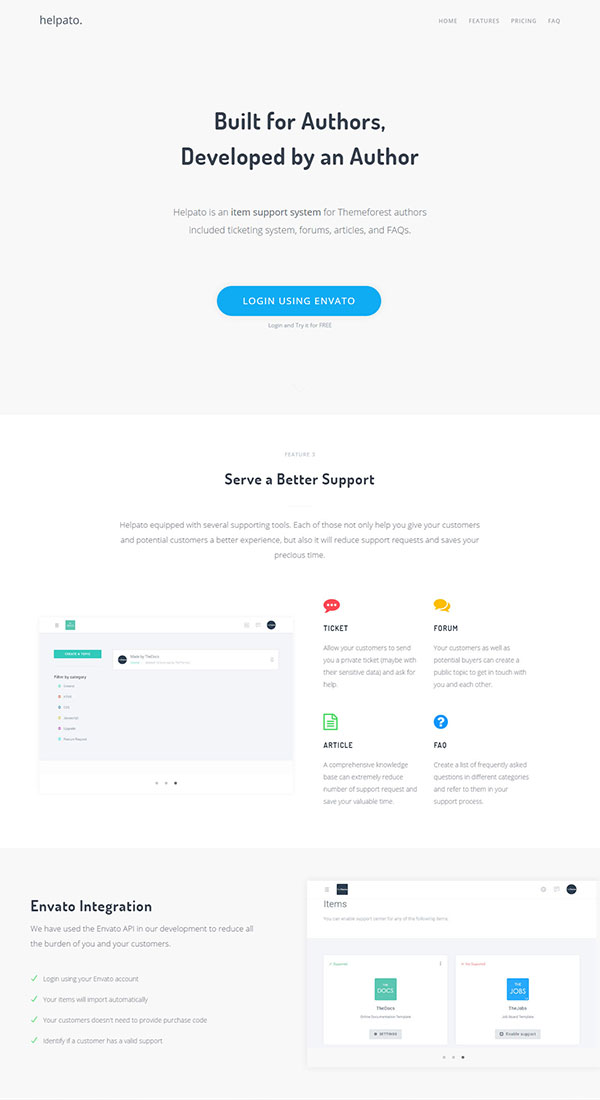 helpato.
HOME FEATURES PRICING FAQ
Built for Authors,
Developed by an Author
Helpato is an item support system for Themeforest authors
included ticketing system, forums, articles, and FAQs.
LOGIN USING ENVATO
Login and Try it for FREE
FEATURES
Serve a Better Support
Helpato equipped with several supporting tools. Each of those not only help you give your customers
and potential customers a better experience, but also it will reduce support requests and saves your
precious time.
CREATE A TOPIC
Made by TheDocs
Filter by category
General
HTML
CSS
Javascript
Upgrade
Feature Request
TICKET
Allow your customers to send
you a private ticket (maybe with
their sensitive data) and ask for
help.
FORUM
Your customers as well as
potential buyers can create a
public topic to get in touch with
you and each other.
ARTICLE
A comprehensive knowledge
base can extremely reduce
number of support request and
save your valuable time.
FAQ
Create a list of frequently asked
questions in different categories
and refer to them in your
support process.
Envato Integration
We have used the Envato API in our development to reduce all
the burden of you and your customers.
Login using your Envato account
Your items will import automatically
Your customers doesn't need to provide purchase code
Identify if a customer has a valid support
Items
You can enable support center for any of the following items.
Supported
THE
DOCS
TheDocs
Online Documentation Template
SETTINGS
Not Supported
THE
JOBS
TheJobs
Job Board Template
Enable support